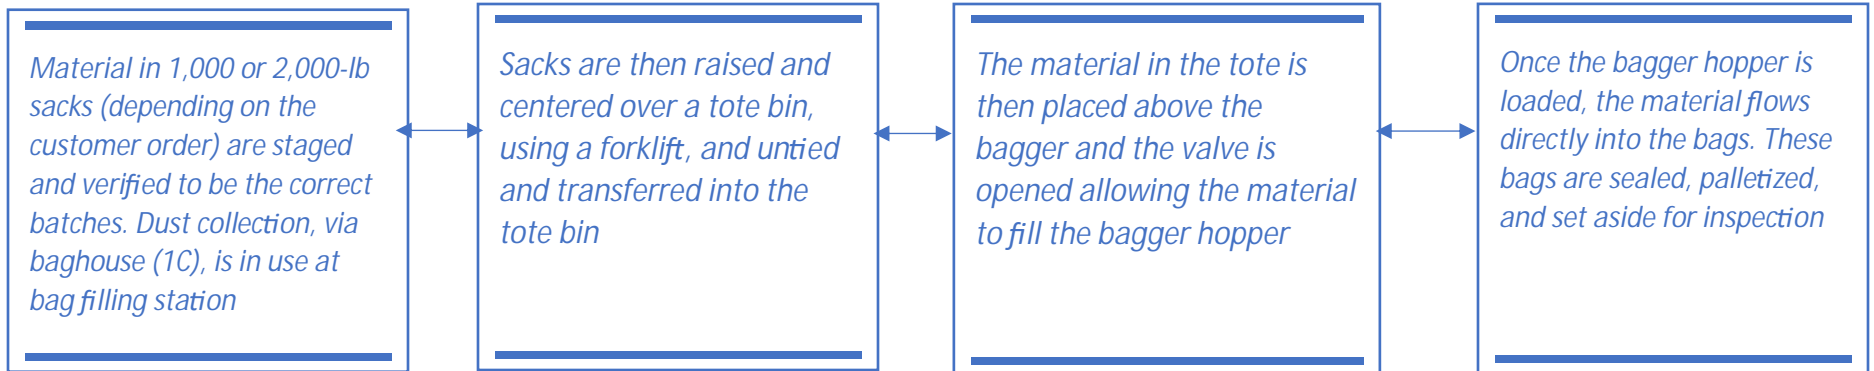 Material in 1,000 or 2,000-lb
sacks (depending on the
customer order) are staged
and verified to be the correct
batches. Dust collection, via
baghouse (1C), is in use at
bag filling station
Sacks are then raised and
centered over a tote bin,
using a forklift, and untied
and transferred into the
tote bin
The material in the tote is
then placed above the
bagger and the valve is
opened allowing the material
to fill the bagger hopper
Once the bagger hopper is
loaded, the material flows
directly into the bags. These
bags are sealed, palletized,
and set aside for inspection